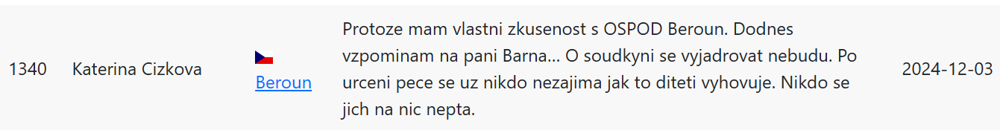 1340 Katerina Cizkova Beroun Protoze mam vlastni zkusenost s OSPOD Beroun. Dodnes
vzpominam na pani Barna... O soudkyni se vyjadrovat nebudu. Po
urceni pece se uz nikdo nezajima jak to diteti vyhovuje. Nikdo se
jich na nic nepta.
2024-12-03